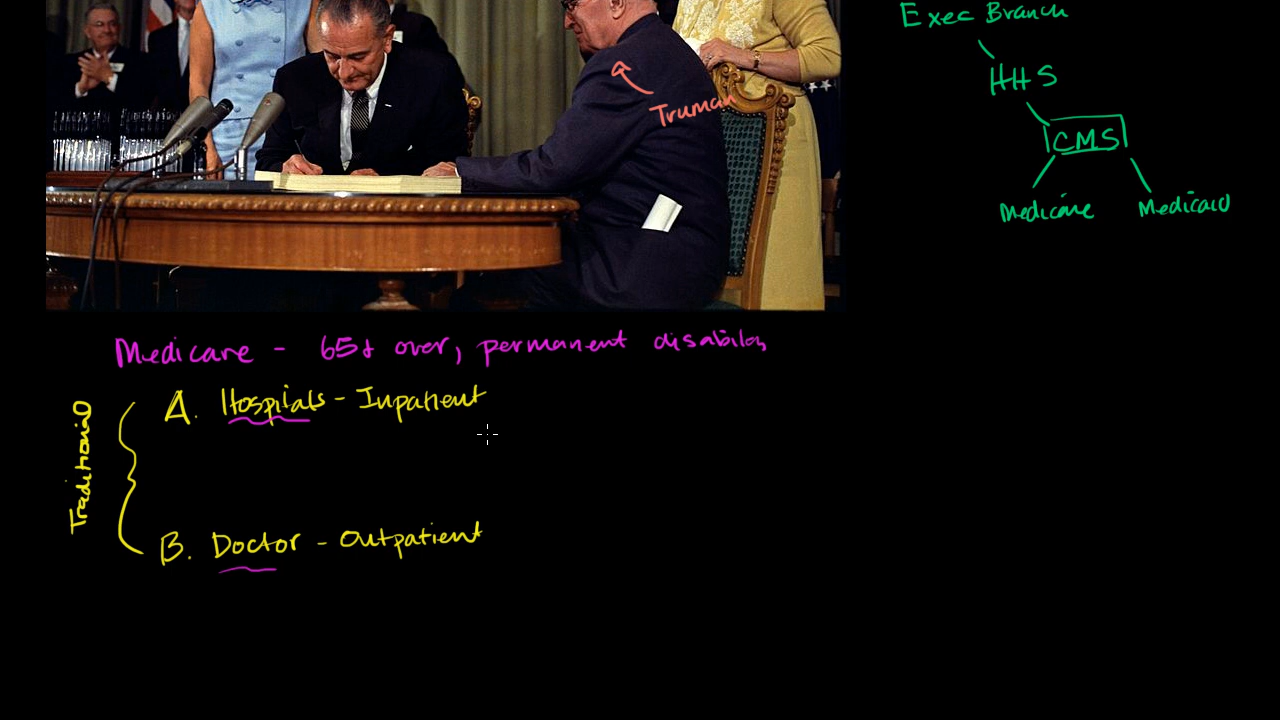 Exec Branch
HHS
Truman
CMS
Medicare Medicaid
Medicare - 65 & over, permanent disability
Traditional
A. Hospitals - Inpatient
B. Doctor - Outpatient